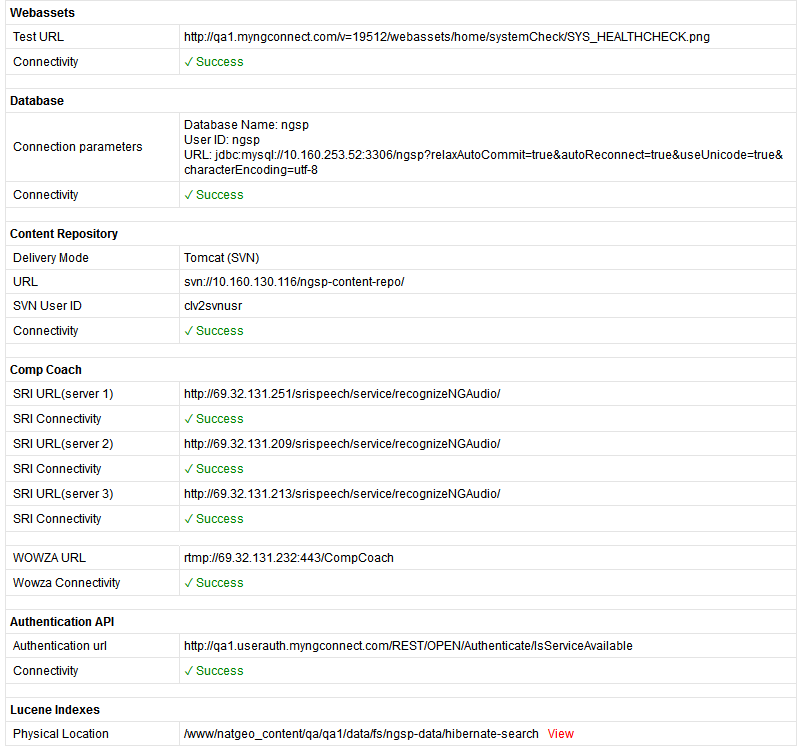 Webassets
Test URL http://qa1.myngconnect.com/v=19512/webassets/home/systemCheck/SYS_HEALTHCHECK.png
Connectivity ✓ Success
Database
Connection parameters Database Name: ngsp
User ID: ngsp
URL: jdbc:mysql://10.160.253.52:3306/ngsp?relaxAutoCommit=true&autoReconnect=true&useUnicode=true&
characterEncoding=utf-8
Connectivity ✓ Success
Content Repository
Delivery Mode Tomcat (SVN)
URL svn://10.160.130.116/ngsp-content-repo/
SVN User ID clv2svnusr
Connectivity ✓ Success
Comp Coach
SRI URL(server 1) http://69.32.131.251/srispeech/service/recognizeNGAudio/
SRI Connectivity ✓ Success
SRI URL(server 2) http://69.32.131.209/srispeech/service/recognizeNGAudio/
SRI Connectivity ✓ Success
SRI URL(server 3) http://69.32.131.213/srispeech/service/recognizeNGAudio/
SRI Connectivity ✓ Success
WOWZA URL rtmp://69.32.131.232:443/CompCoach
Wowza Connectivity ✓ Success
Authentication API
Authentication url http://qa1.userauth.myngconnect.com/REST/OPEN/Authenticate/IsServiceAvailable
Connectivity ✓ Success
Lucene Indexes
Physical Location /www/natgeo_content/qa/qa1/data/fs/ngsp-data/hibernate-search View